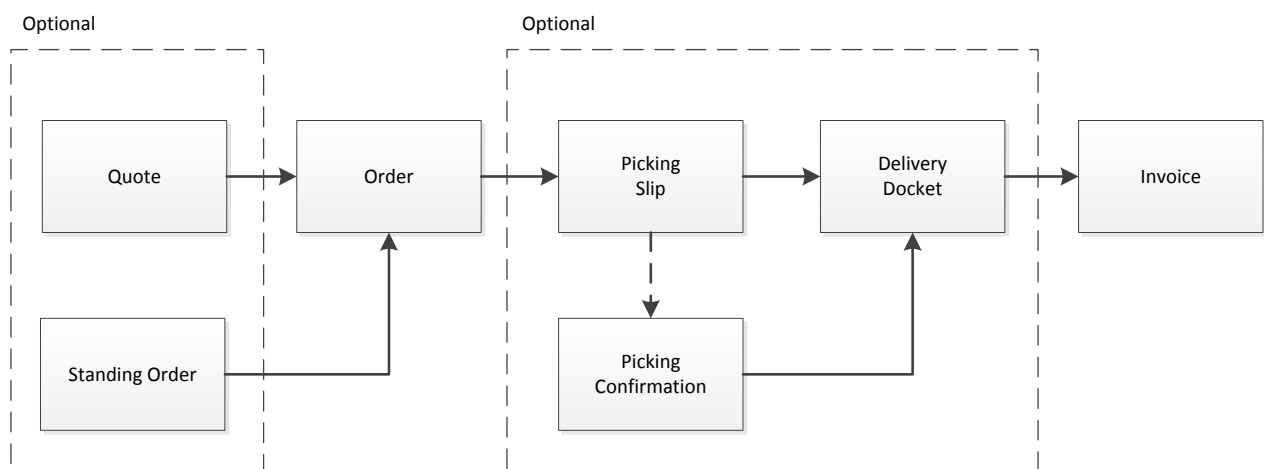 Optional
Optional
Quote
Order
Picking
Slip
Delivery
Docket
Invoice
Standing Order
Picking
Confirmation